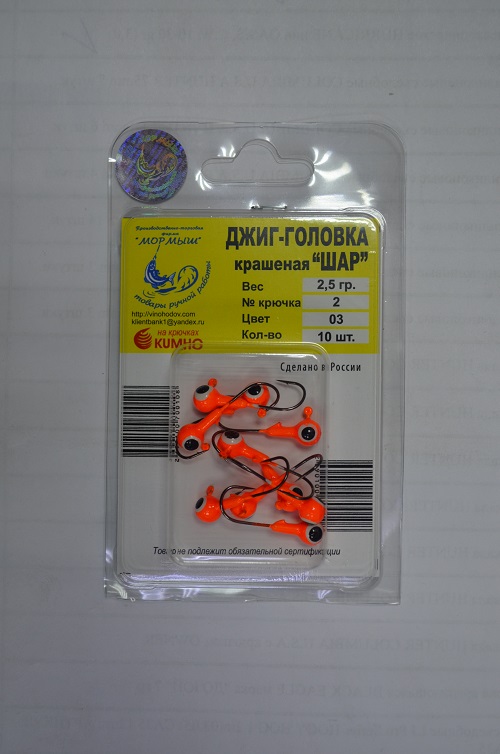 Производственно-торговая
фирма
"МОРМЫШ"
товары ручной работы
http://vinohodov.com
klientbank1@yandex.ru
на крючках
KUMHO
ДЖИГ-ГОЛОВКА
крашеная "ШАР"
Вес 2,5 гр.
№ крючка 2
Цвет 03
Кол-во 10 шт.
Сделано в России
Товар не подлежит обязательной сертификации